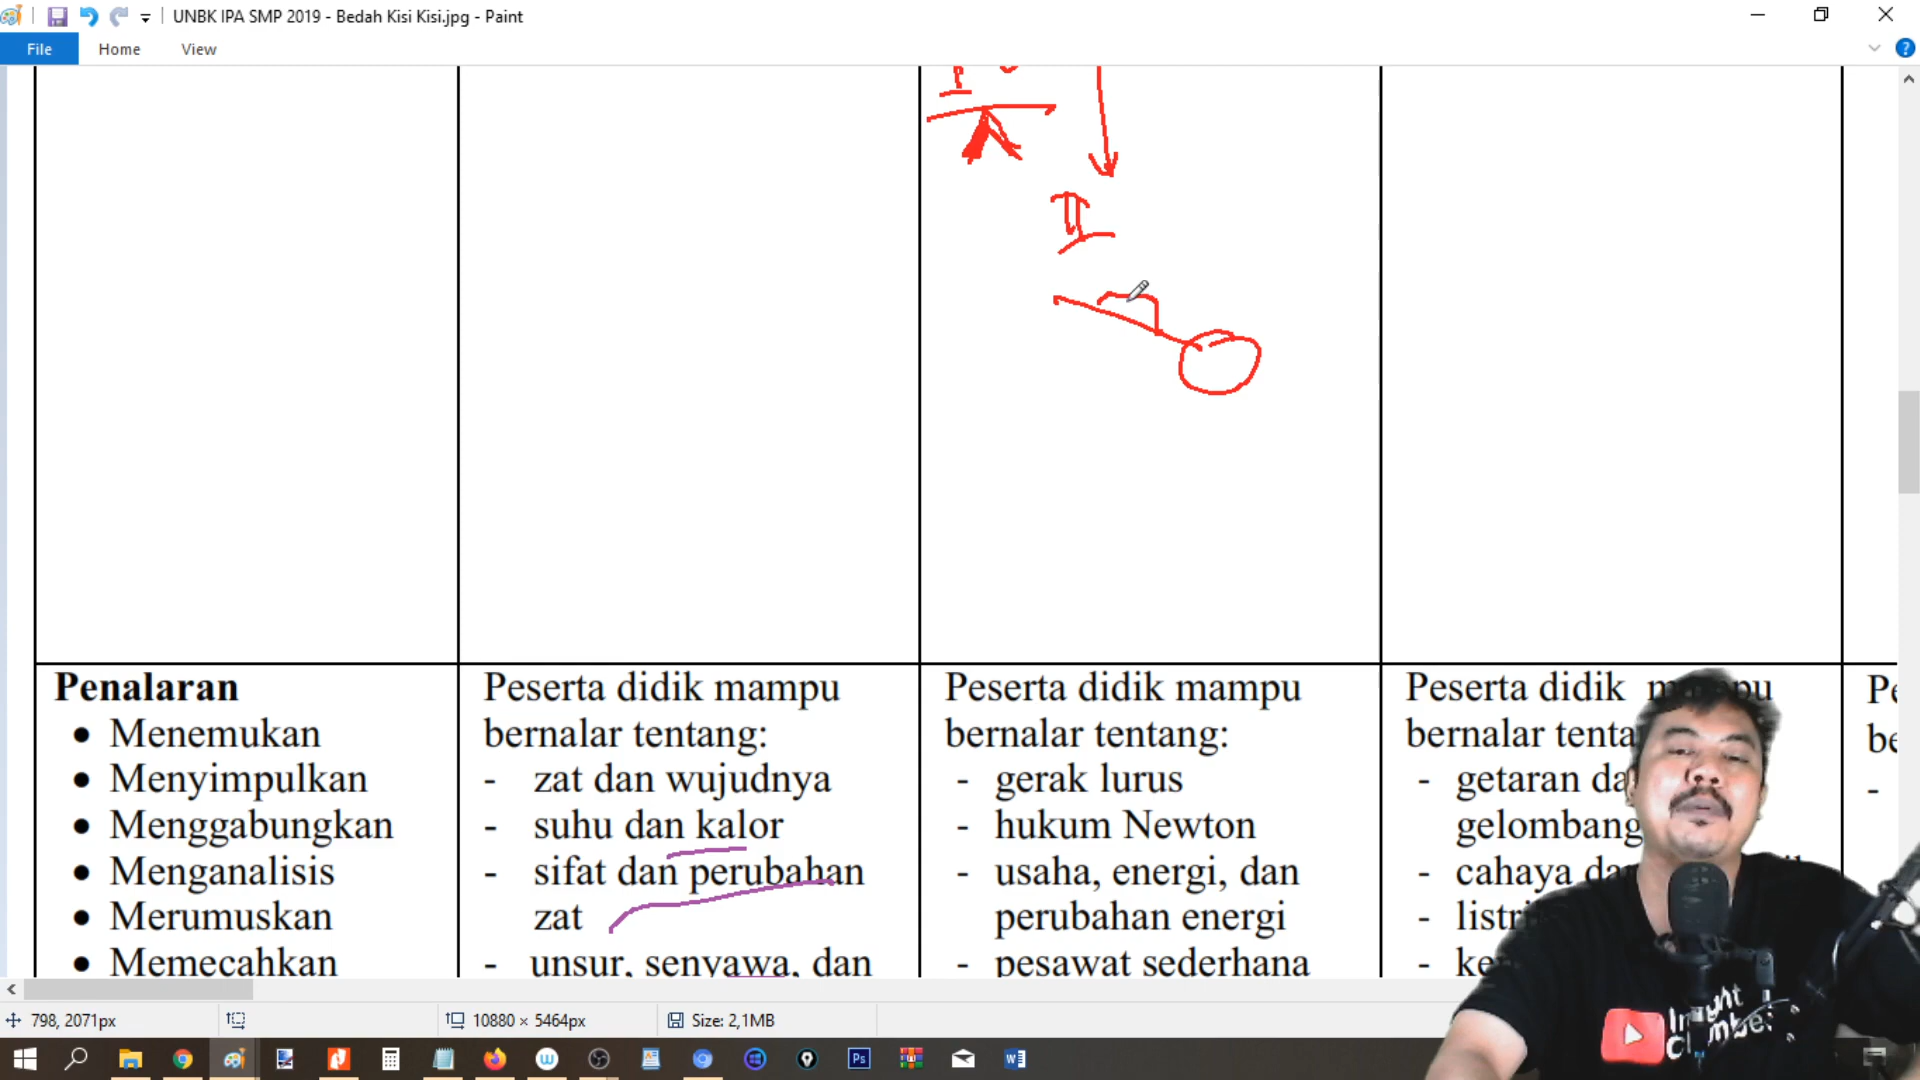 UNBK IPA SMP 2019 - Bedah Kisi Kisi.jpg - Paint
File Home View
I
II
Penalaran
• Menemukan
• Menyimpulkan
• Menggabungkan
• Menganalisis
• Merumuskan
• Memecahkan
Peserta didik mampu
bernalar tentang:
- zat dan wujudnya
- suhu dan kalor
- sifat dan perubahan
zat
- unsur, senyawa, dan
Peserta didik mampu
bernalar tentang:
- gerak lurus
- hukum Newton
- usaha, energi, dan
perubahan energi
- pesawat sederhana
Peserta didik
bernalar
- getaran
gelombang
- cahaya
-
-
Pe
be
-
798, 2071px
10880 × 5464px
Size: 2,1MB